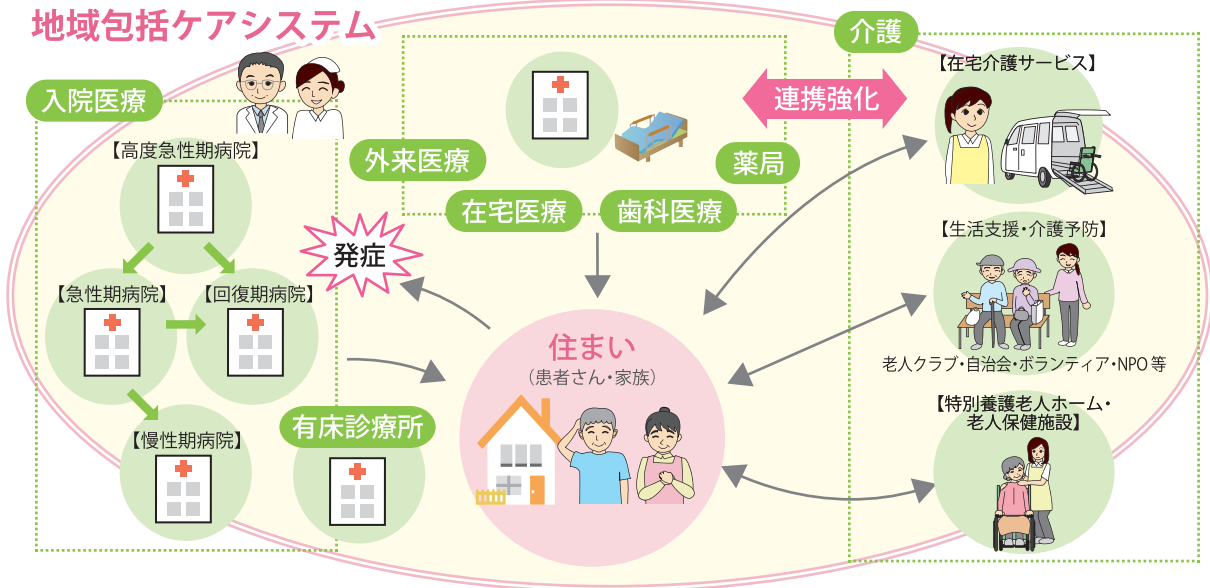 地域包括ケアシステム
入院医療
【高度急性期病院】
【急性期病院】
【回復期病院】
【慢性期病院】
有床診療所
外来医療
在宅医療
歯科医療
薬局
連携強化
発症
住まい
（患者さん・家族）
介護
【在宅介護サービス】
【生活支援・介護予防】
老人クラブ・自治会・ボランティア・NPO 等
【特別養護老人ホーム・
老人保健施設】